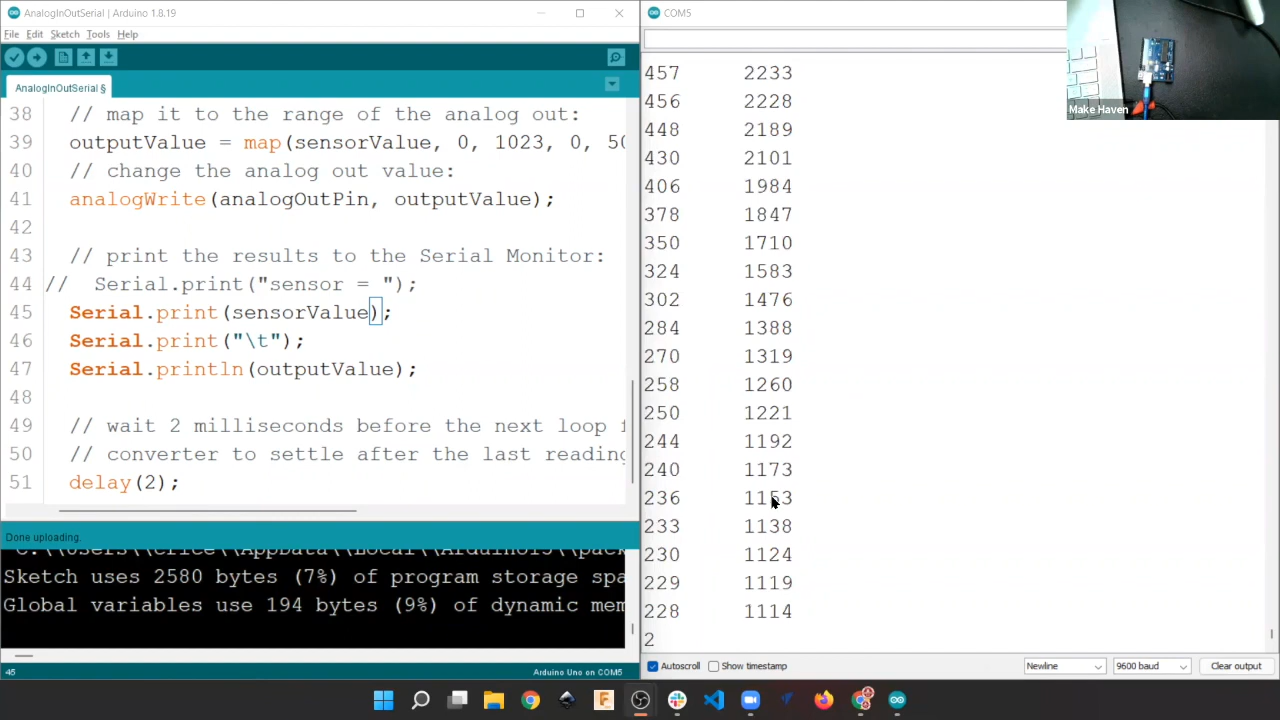 AnalogInOutSerial | Arduino 1.8.19
File Edit Sketch Tools Help
AnalogInOutSerial §
38 // map it to the range of the analog out:
39 outputValue = map(sensorValue, 0, 1023, 0, 50
40 // change the analog out value:
41 analogWrite(analogOutPin, outputValue);
42
43 // print the results to the Serial Monitor:
44 // Serial.print("sensor = ");
45 Serial.print(sensorValue);
46 Serial.print("\t");
47 Serial.println(outputValue);
48
49 // wait 2 milliseconds before the next loop f
50 // converter to settle after the last reading
51 delay(2);
Done uploading.
C:\\Users\\crice\\AppData\\Local\\Arduino15\\pack
Sketch uses 2580 bytes (7%) of program storage spa
Global variables use 194 bytes (9%) of dynamic mem
45
Arduino Uno on COM5
COM5
457 2233
456 2228
448 2189
430 2101
406 1984
378 1847
350 1710
324 1583
302 1476
284 1388
270 1319
258 1260
250 1221
244 1192
240 1173
236 1153
233 1138
230 1124
229 1119
228 1114
2
Autoscroll Show timestamp Newline 9600 baud Clear output
Make Haven